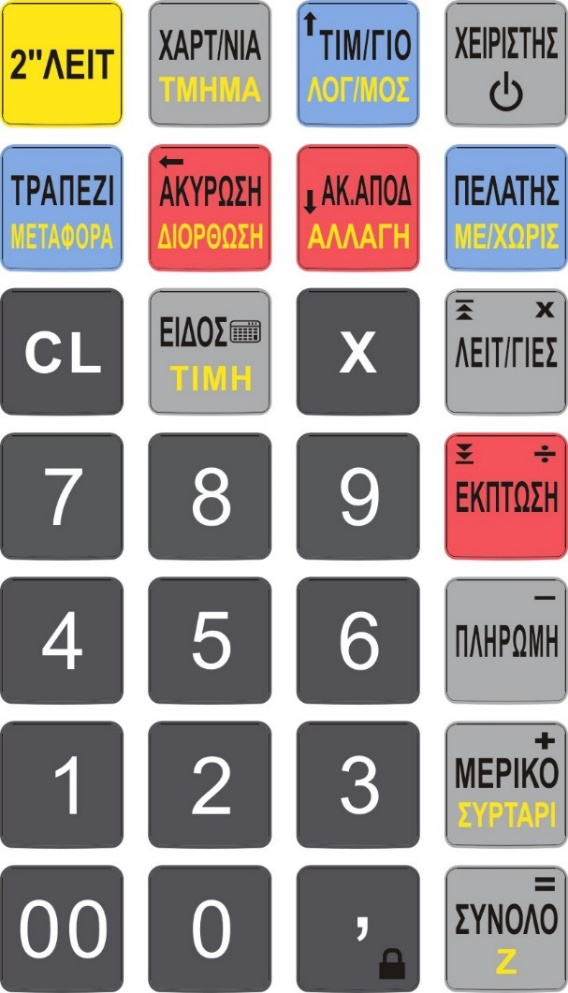 2"ΛΕΙΤ
ΧΑΡΤ/ΝΙΑ
ΤΜΗΜΑ
ΤΙΜ/ΓΙΟ
ΛΟΓ/ΜΟΣ
ΧΕΙΡΙΣΤΗΣ
ΤΡΑΠΕΖΙ
ΜΕΤΑΦΟΡΑ
ΑΚΥΡΩΣΗ
ΔΙΟΡΘΩΣΗ
ΑΚ.ΑΠΟΔ
ΑΛΛΑΓΗ
ΠΕΛΑΤΗΣ
ΜΕ/ΧΩΡΙΣ
CL
ΕΙΔΟΣ
ΤΙΜΗ
X
x
ΛΕΙΤ/ΓΙΕΣ
7
8
9
÷
ΕΚΠΤΩΣΗ
4
5
6
−
ΠΛΗΡΩΜΗ
1
2
3
+
ΜΕΡΙΚΟ
ΣΥΡΤΑΡΙ
00
0
,
=
ΣΥΝΟΛΟ
Z